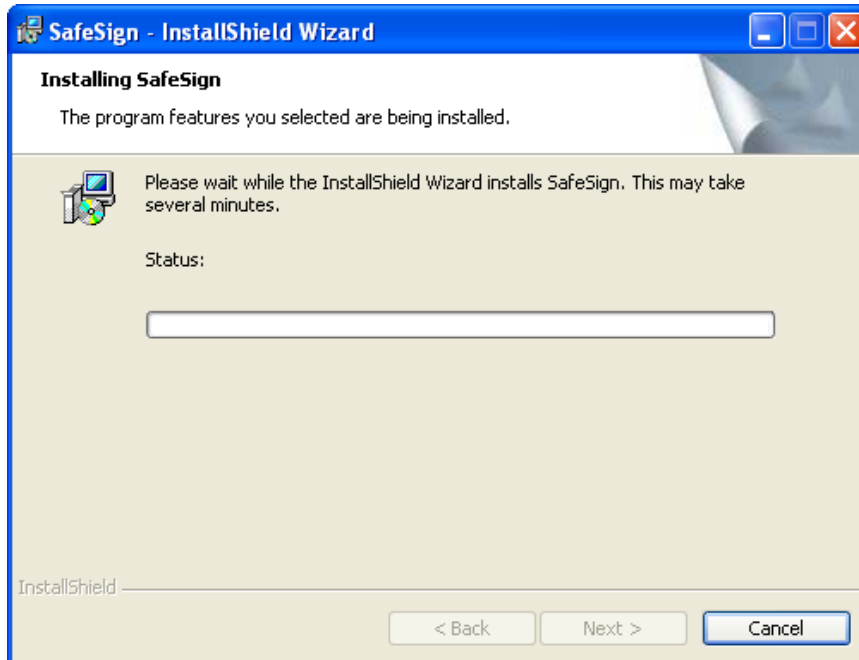 SafeSign - InstallShield Wizard
Installing SafeSign
The program features you selected are being installed.
Please wait while the InstallShield Wizard installs SafeSign. This may take
several minutes.
Status:
InstallShield
< Back Next > Cancel